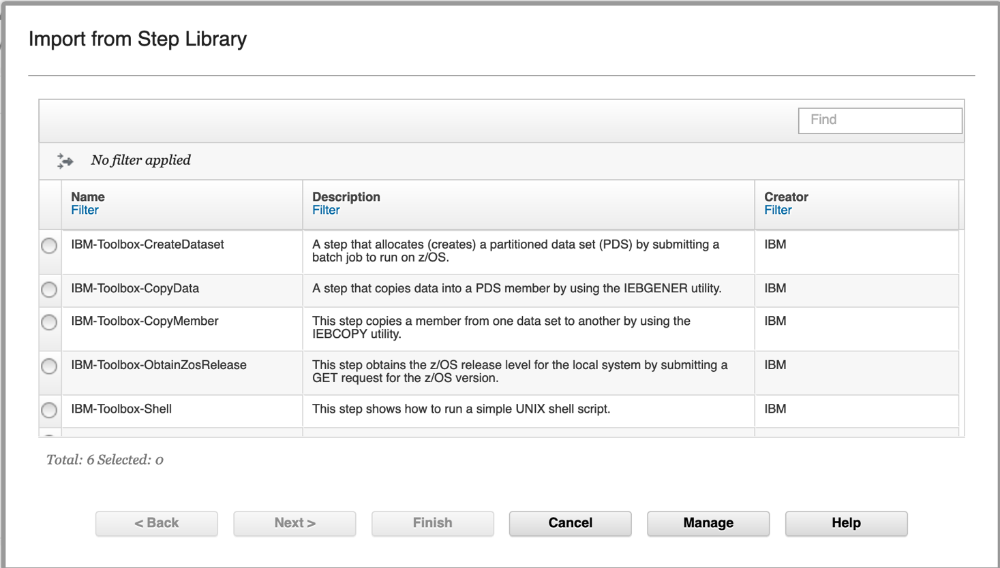 Import from Step Library
Find
No filter applied
Name
Filter
Description
Filter
Creator
Filter
IBM-Toolbox-CreateDataset
A step that allocates (creates) a partitioned data set (PDS) by submitting a
batch job to run on z/OS.
IBM
IBM-Toolbox-CopyData
A step that copies data into a PDS member by using the IEBGENER utility.
IBM
IBM-Toolbox-CopyMember
This step copies a member from one data set to another by using the
IEBCOPY utility.
IBM
IBM-Toolbox-ObtainZosRelease
This step obtains the z/OS release level for the local system by submitting a
GET request for the z/OS version.
IBM
IBM-Toolbox-Shell
This step shows how to run a simple UNIX shell script.
IBM
Total: 6 Selected: 0
< Back
Next >
Finish
Cancel
Manage
Help